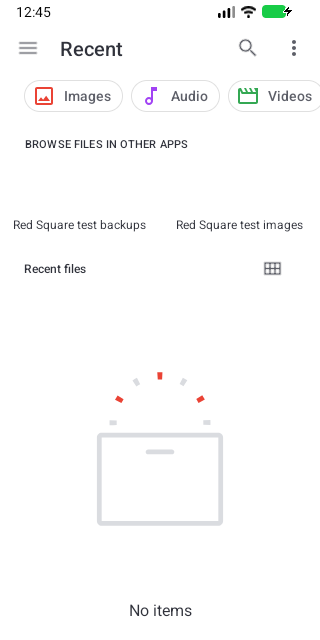 12:45
Recent
Images
Audio
Videos
BROWSE FILES IN OTHER APPS
Red Square test backups
Red Square test images
Recent files
No items